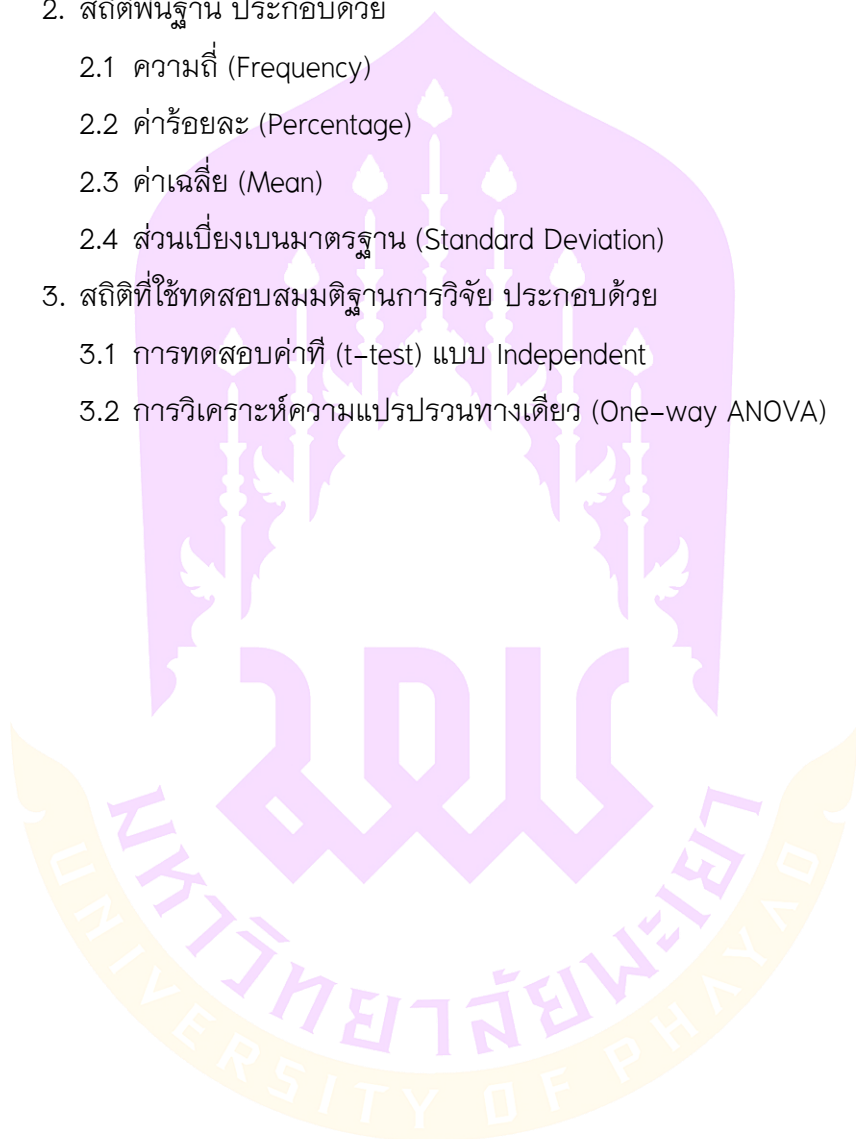 2. สถิติพื้นฐาน ประกอบด้วย
2.1 ความถี่ (Frequency)
2.2 ค่าร้อยละ (Percentage)
2.3 ค่าเฉลี่ย (Mean)
2.4 ส่วนเบี่ยงเบนมาตรฐาน (Standard Deviation)
3. สถิติที่ใช้ทดสอบสมมติฐานการวิจัย ประกอบด้วย
3.1 การทดสอบค่าที (t-test) แบบ Independent
3.2 การวิเคราะห์ความแปรปรวนทางเดียว (One-way ANOVA)
มหาวิทยาลัยพะเยา
UNIVERSITY OF PHAYAO